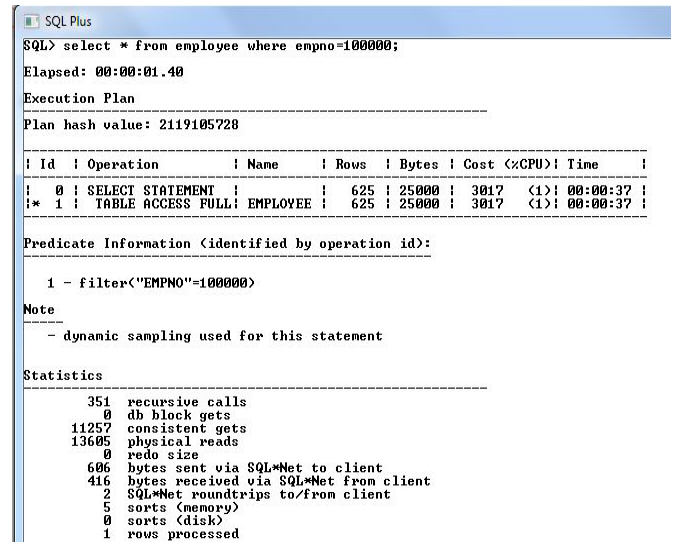 SQL Plus
SQL> select * from employee where empno=100000;
Elapsed: 00:00:01.40
Execution Plan
----------------------------------------------------------
Plan hash value: 2119105728
------------------------------------------------------------------------------
| Id | Operation | Name | Rows | Bytes | Cost (%CPU)| Time |
------------------------------------------------------------------------------
| 0 | SELECT STATEMENT | | 625 | 25000 | 3017 (1)| 00:00:37 |
|* 1 | TABLE ACCESS FULL| EMPLOYEE | 625 | 25000 | 3017 (1)| 00:00:37 |
------------------------------------------------------------------------------
Predicate Information (identified by operation id):
---------------------------------------------------
1 - filter("EMPNO"=100000)
Note
-----
- dynamic sampling used for this statement
Statistics
----------------------------------------------------------
351 recursive calls
0 db block gets
11257 consistent gets
13605 physical reads
0 redo size
606 bytes sent via SQL*Net to client
416 bytes received via SQL*Net from client
2 SQL*Net roundtrips to/from client
5 sorts (memory)
0 sorts (disk)
1 rows processed